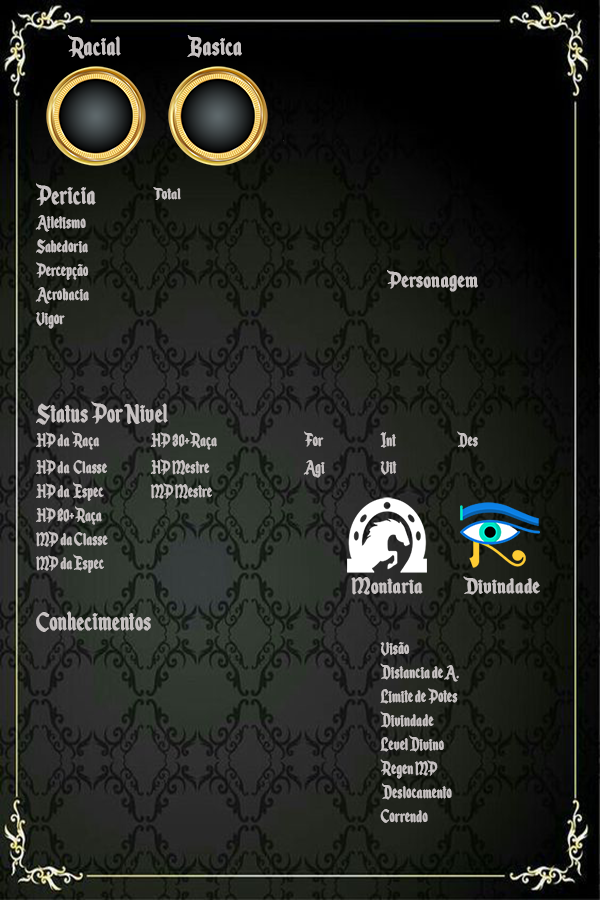 Racial Basica
Pericia Total
Atletismo
Sabedoria
Percepção
Acrobacia
Vigor
Personagem
Status Por Nivel
HP da Raça HP 80+Raça For Int Des
HP da Classe HP Mestre Agi Vit
HP da Espec MP Mestre
HP 20+Raça
MP da Classe
MP da Espec
Montaria Divindade
Conhecimentos
Visão
Distancia de A.
Limite de Potes
Divindade
Level Divino
Regen MP
Deslocamento
Correndo